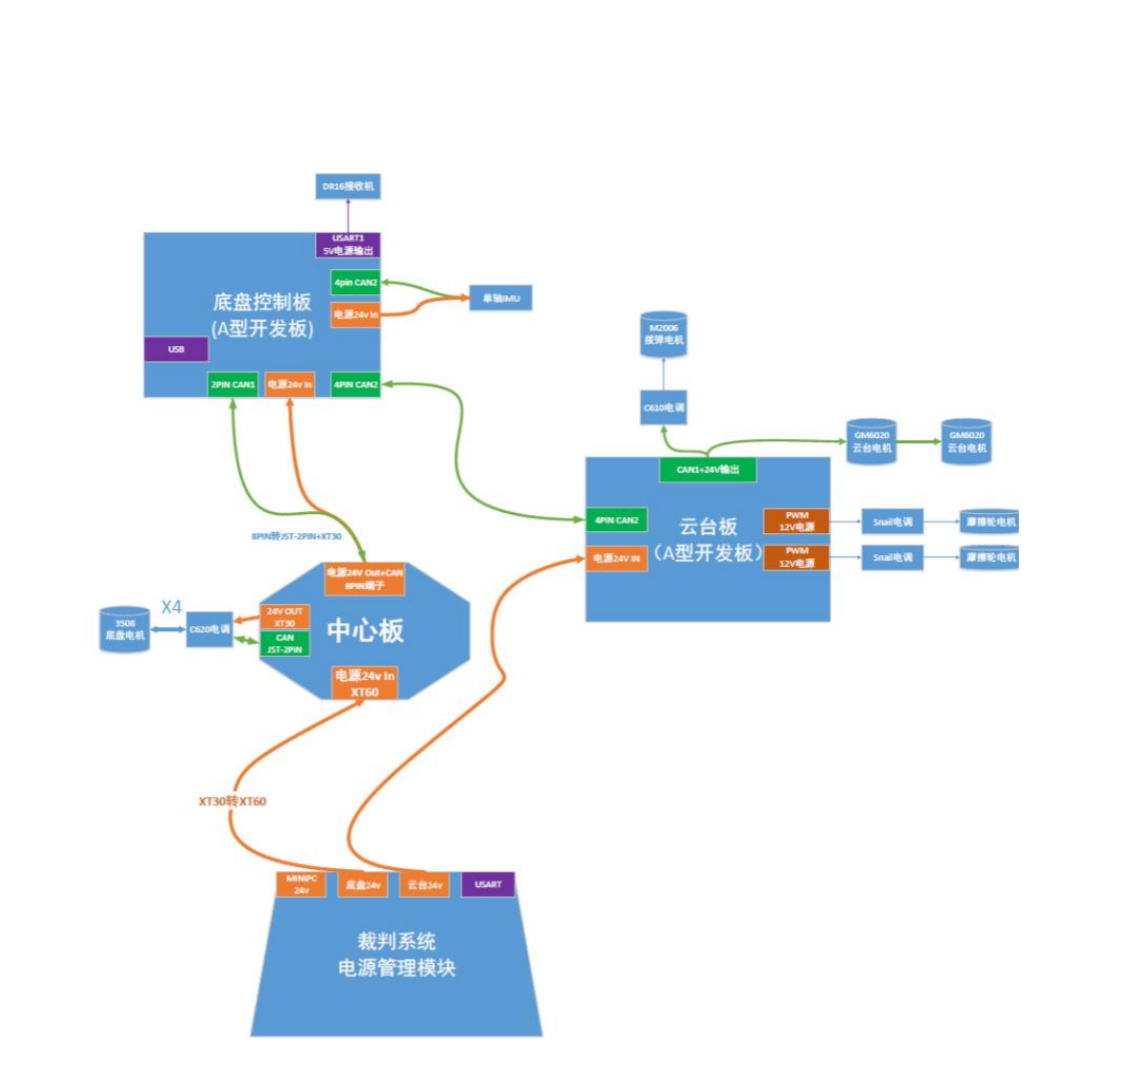 DR16接收机
USART1
5V电源输出
4pin CAN2
单轴IMU
底盘控制板
(A型开发板)
电源24v In
USB
2PIN CAN1
电源24v In
4PIN CAN2
M2006
拨弹电机
C610电调
GM6020
云台电机
GM6020
云台电机
CAN1+24V输出
4PIN CAN2
云台板
（A型开发板）
PWM
12V电源
Snail电调
摩擦轮电机
电源24V IN
PWM
12V电源
Snail电调
摩擦轮电机
8PIN转JST-2PIN+XT30
电源24V Out+CAN
8PIN端子
X4
3508
底盘电机
C620电调
24V OUT
XT30
CAN
JST-2PIN
中心板
电源24v In
XT60
XT30转XT60
MINIPC
24v
底盘24v
云台24v
USART
裁判系统
电源管理模块